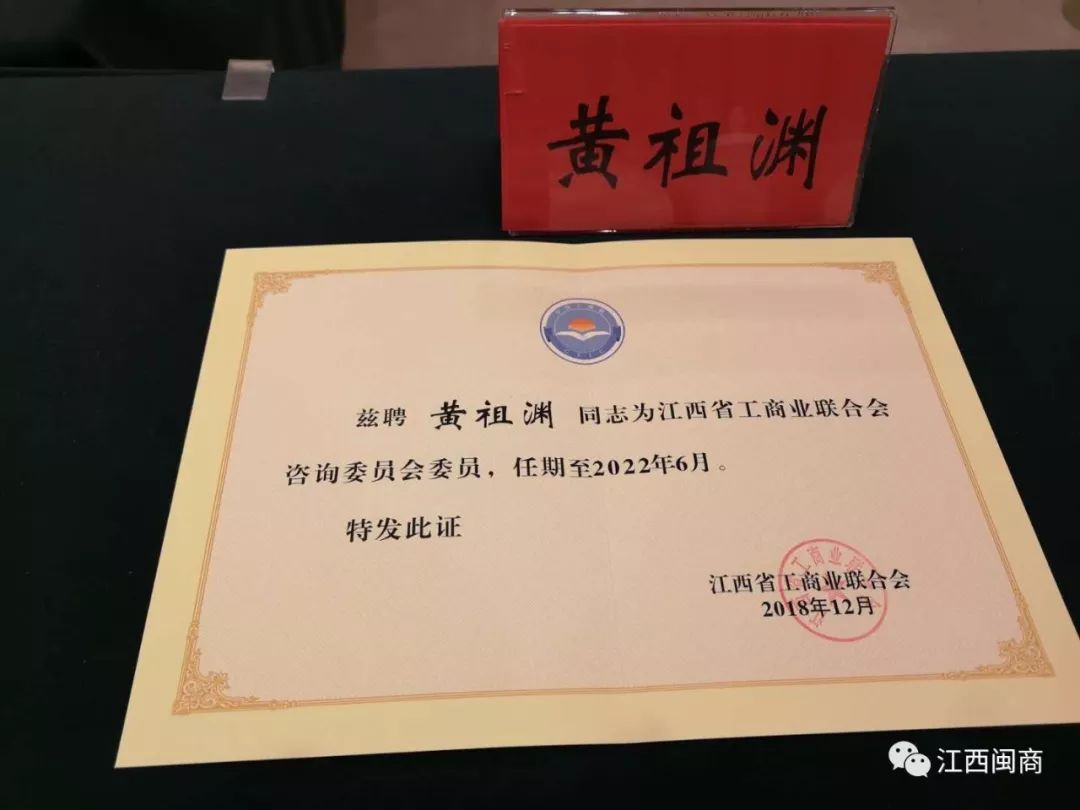 黄祖渊
兹聘 黄祖渊 同志为江西省工商业联合会
咨询委员会委员，任期至2022年6月。
特发此证
江西省工商业联合会
2018年12月
江西闽商